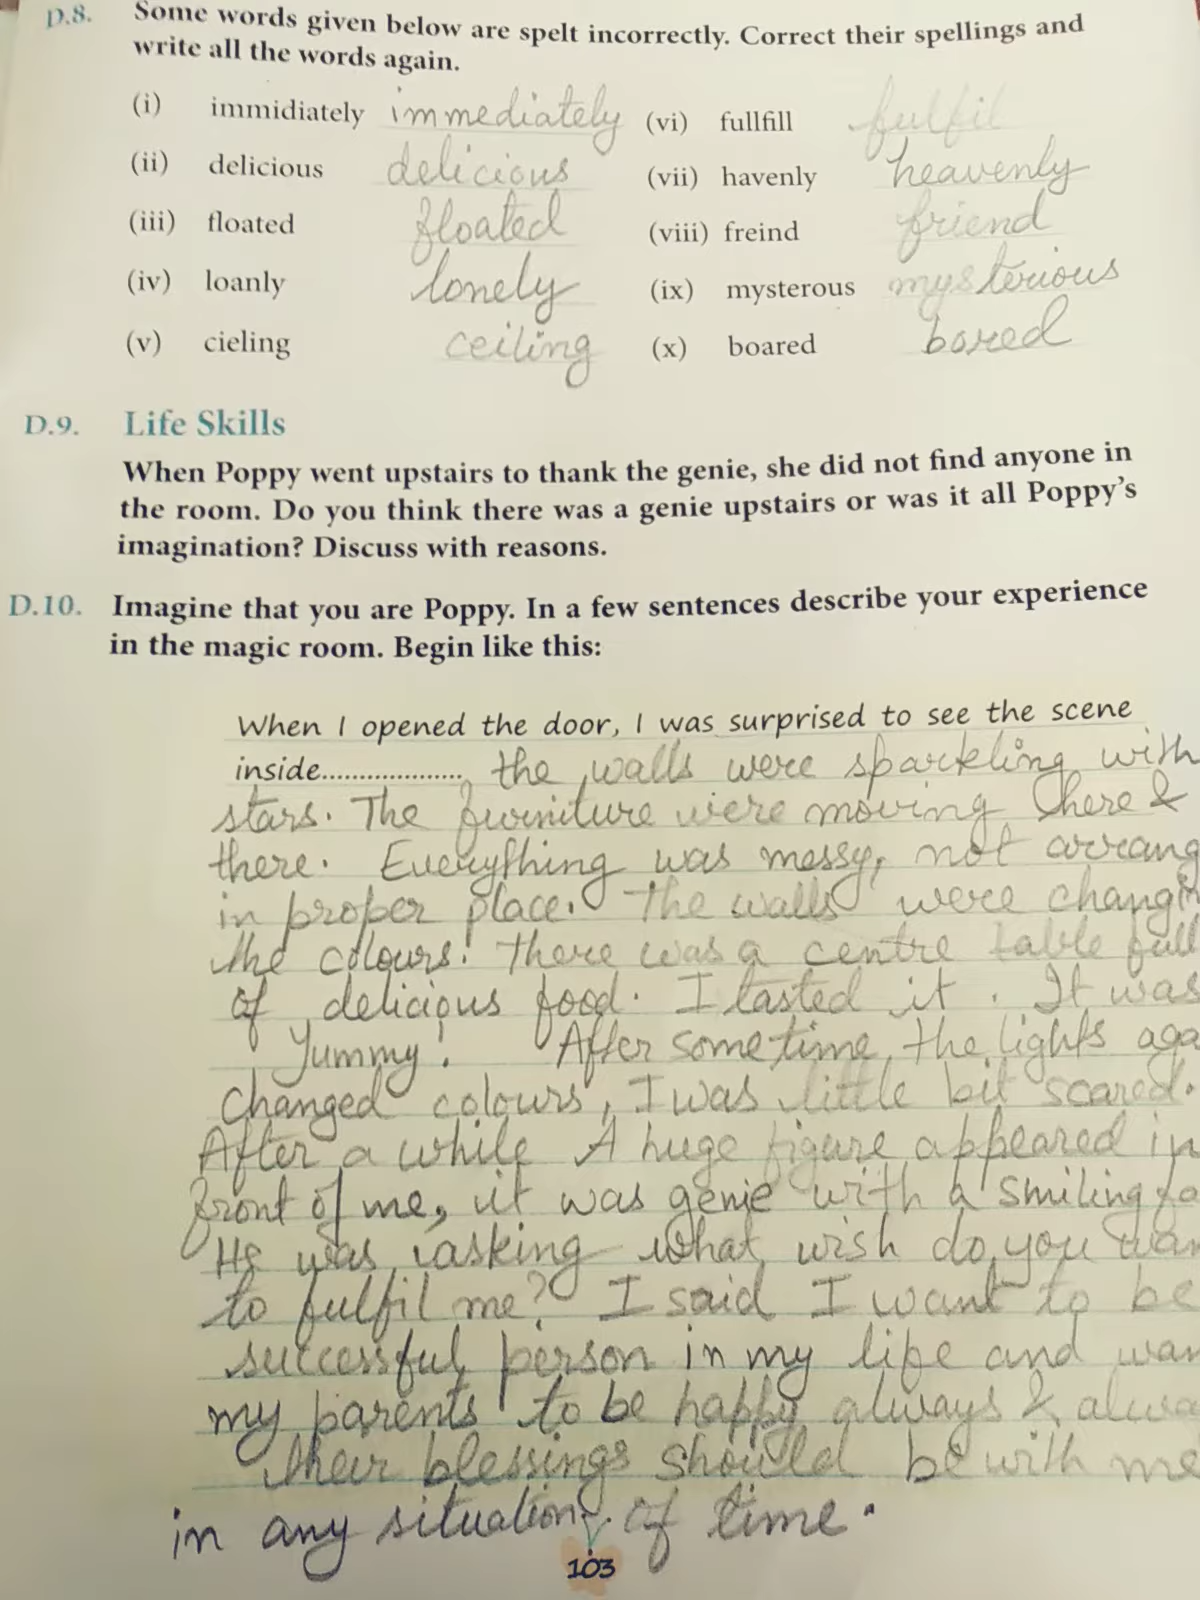 D.8. Some words given below are spelt incorrectly. Correct their spellings and
write all the words again.
(i) immidiately immediately (vi) fullfill fulfil
(ii) delicious delicious (vii) havenly heavenly
(iii) floated floated (viii) freind friend
(iv) loanly lonely (ix) mysterous mysterious
(v) cieling ceiling (x) boared bored
D.9. Life Skills
When Poppy went upstairs to thank the genie, she did not find anyone in
the room. Do you think there was a genie upstairs or was it all Poppy's
imagination? Discuss with reasons.
D.10. Imagine that you are Poppy. In a few sentences describe your experience
in the magic room. Begin like this:
When I opened the door, I was surprised to see the scene
inside.................... the walls were sparkling with
stars. The furniture were moving here &
there. Everything was messy, not arrang
in proper place. The walls were changin
the colours. There was a centre table full
of delicious food. I tasted it. It was
Yummy! After sometime, the lights aga
changed colours, I was little bit scared.
After a while A huge figure appeared in
front of me, it was genie with a smiling fa
He was asking what wish do you wan
to fulfil me? I said I want to be
successful person in my life and wan
my parents to be happy always & alwa
their blessings should be with me
in any situation of time.
103